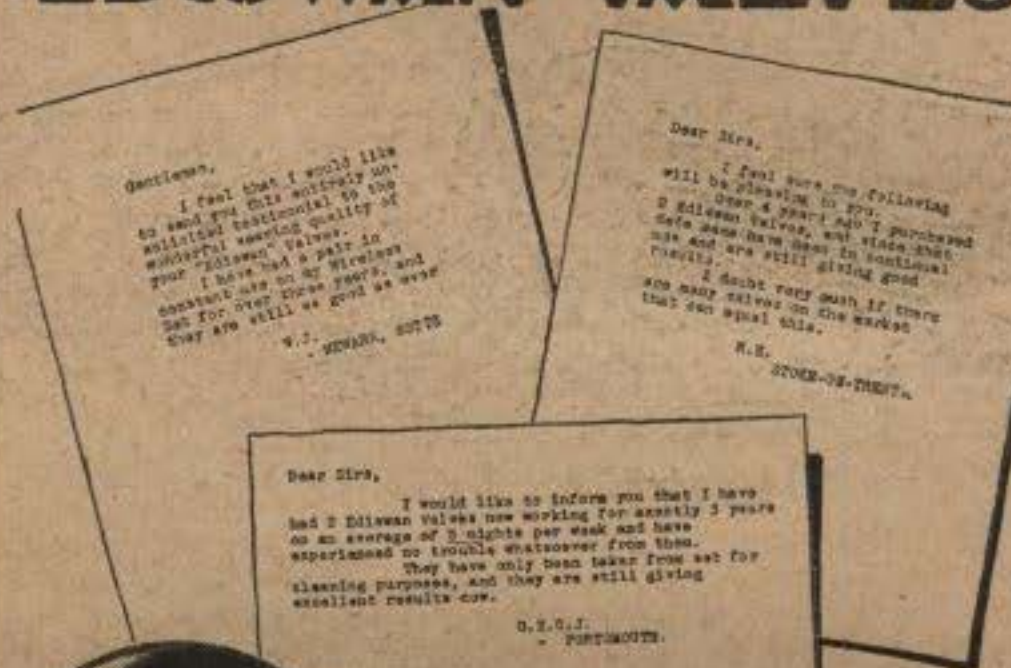 EDISWAN VALVES
Gentlemen,
I feel that I would like
to send you this entirely un-
solicited testimonial to the
wonderful wearing quality of
your "Ediswan" Valves.
I have had a pair in
constant use on my Wireless
Set for over three years, and
they are still as good as ever
W.J.
- NEWARK, NOTTS
Dear Sirs,
I feel sure the following
will be pleasing to you.
Over 4 years ago I purchased
2 Ediswan Valves, and since that
date same have been in continual
use and are still giving good
results.
I doubt very much if there
are many valves on the market
that can equal this.
STOKE-ON-TRENT.
Dear Sirs,
I would like to inform you that I have
had 2 Ediswan Valves now working for exactly 3 years
on an average of 5 nights per week and have
experienced no trouble whatsoever from them.
They have only been taken from set for
cleaning purposes, and they are still giving
excellent results now.
- PORTSMOUTH.